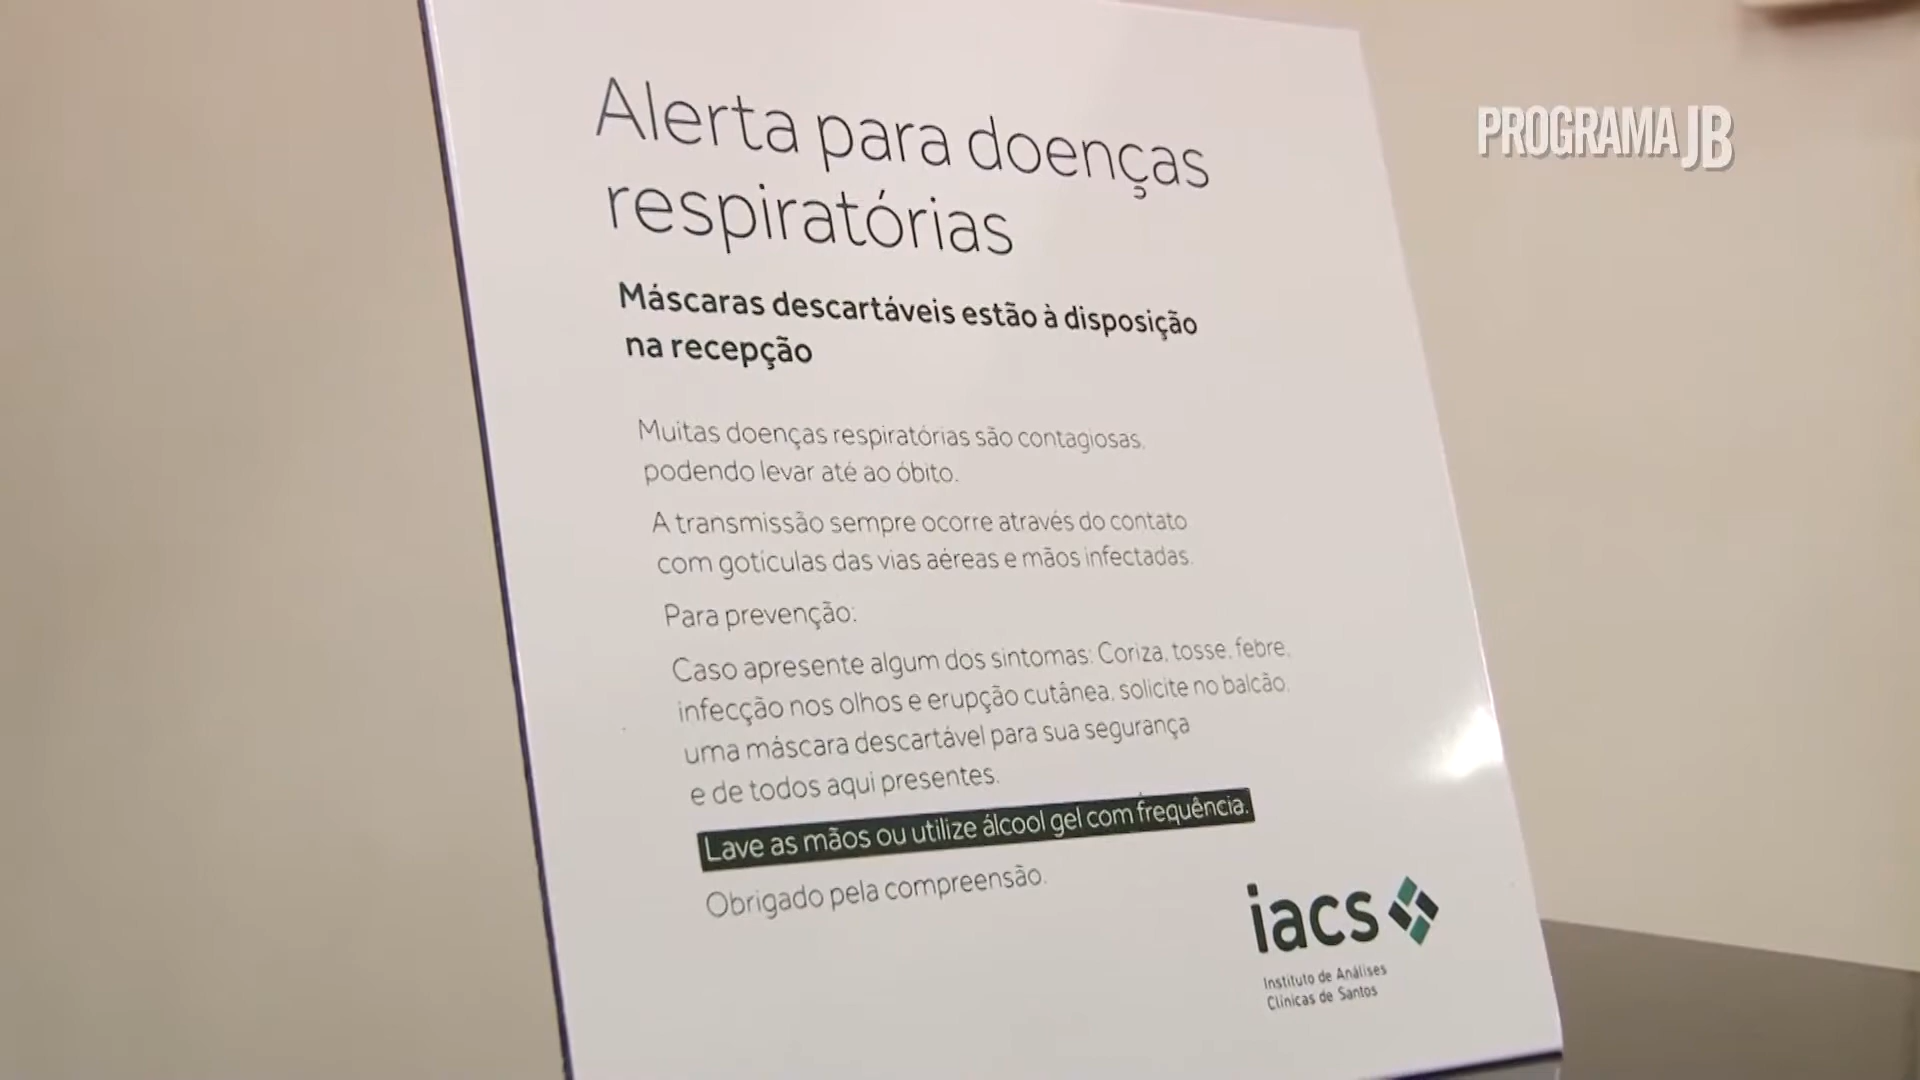 Alerta para doenças
respiratórias
PROGRAMA JB
Máscaras descartáveis estão à disposição
na recepção
Muitas doenças respiratórias são contagiosas,
podendo levar até ao óbito.
A transmissão sempre ocorre através do contato
com gotículas das vias aéreas e mãos infectadas.
Para prevenção:
Caso apresente algum dos sintomas: Coriza, tosse, febre,
infecção nos olhos e erupção cutânea, solicite no balcão,
uma máscara descartável para sua segurança
e de todos aqui presentes.
Lave as mãos ou utilize álcool gel com frequência.
Obrigado pela compreensão.
iacs
Instituto de Análises
Clínicas de Santos